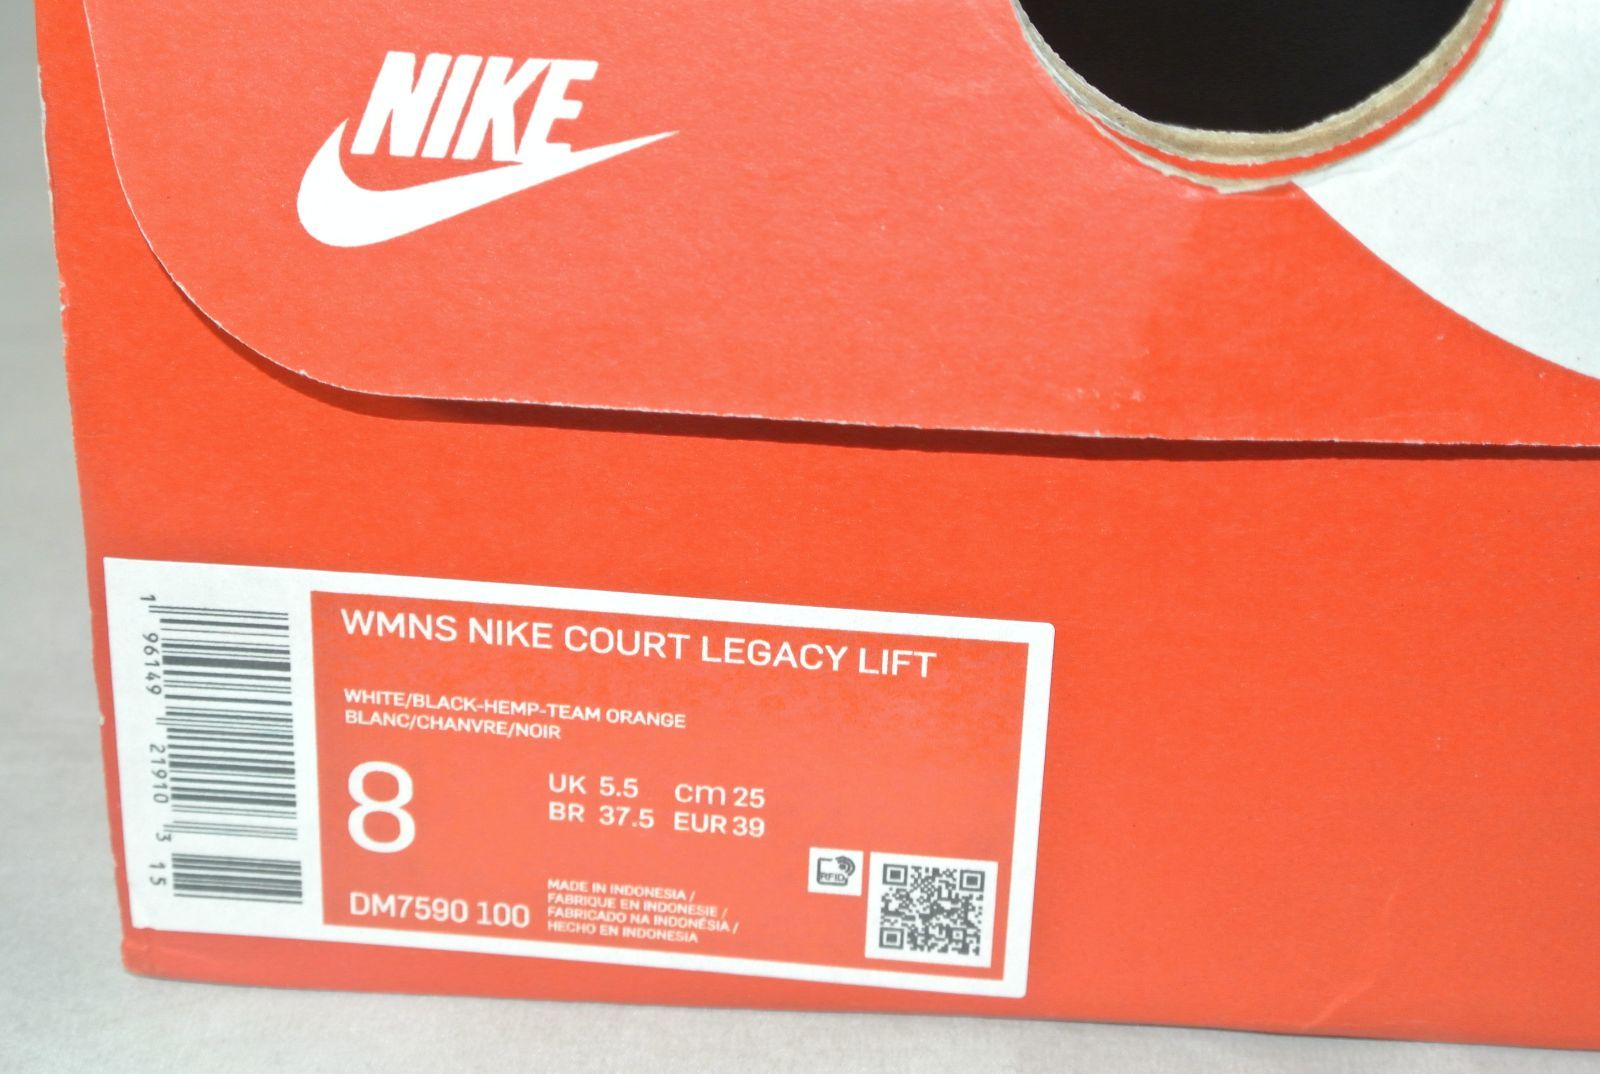 NIKE
WMNS NIKE COURT LEGACY LIFT
WHITE/BLACK-HEMP-TEAM ORANGE
BLANC/CHANVRE/NOIR
8
UK 5.5 cm 25
BR 37.5 EUR 39
DM7590 100
MADE IN INDONESIA /
FABRIQUE EN INDONESIE /
FABRICADO NA INDONÉSIA /
HECHO EN INDONESIA
RFID
1 96149 21910 3 15